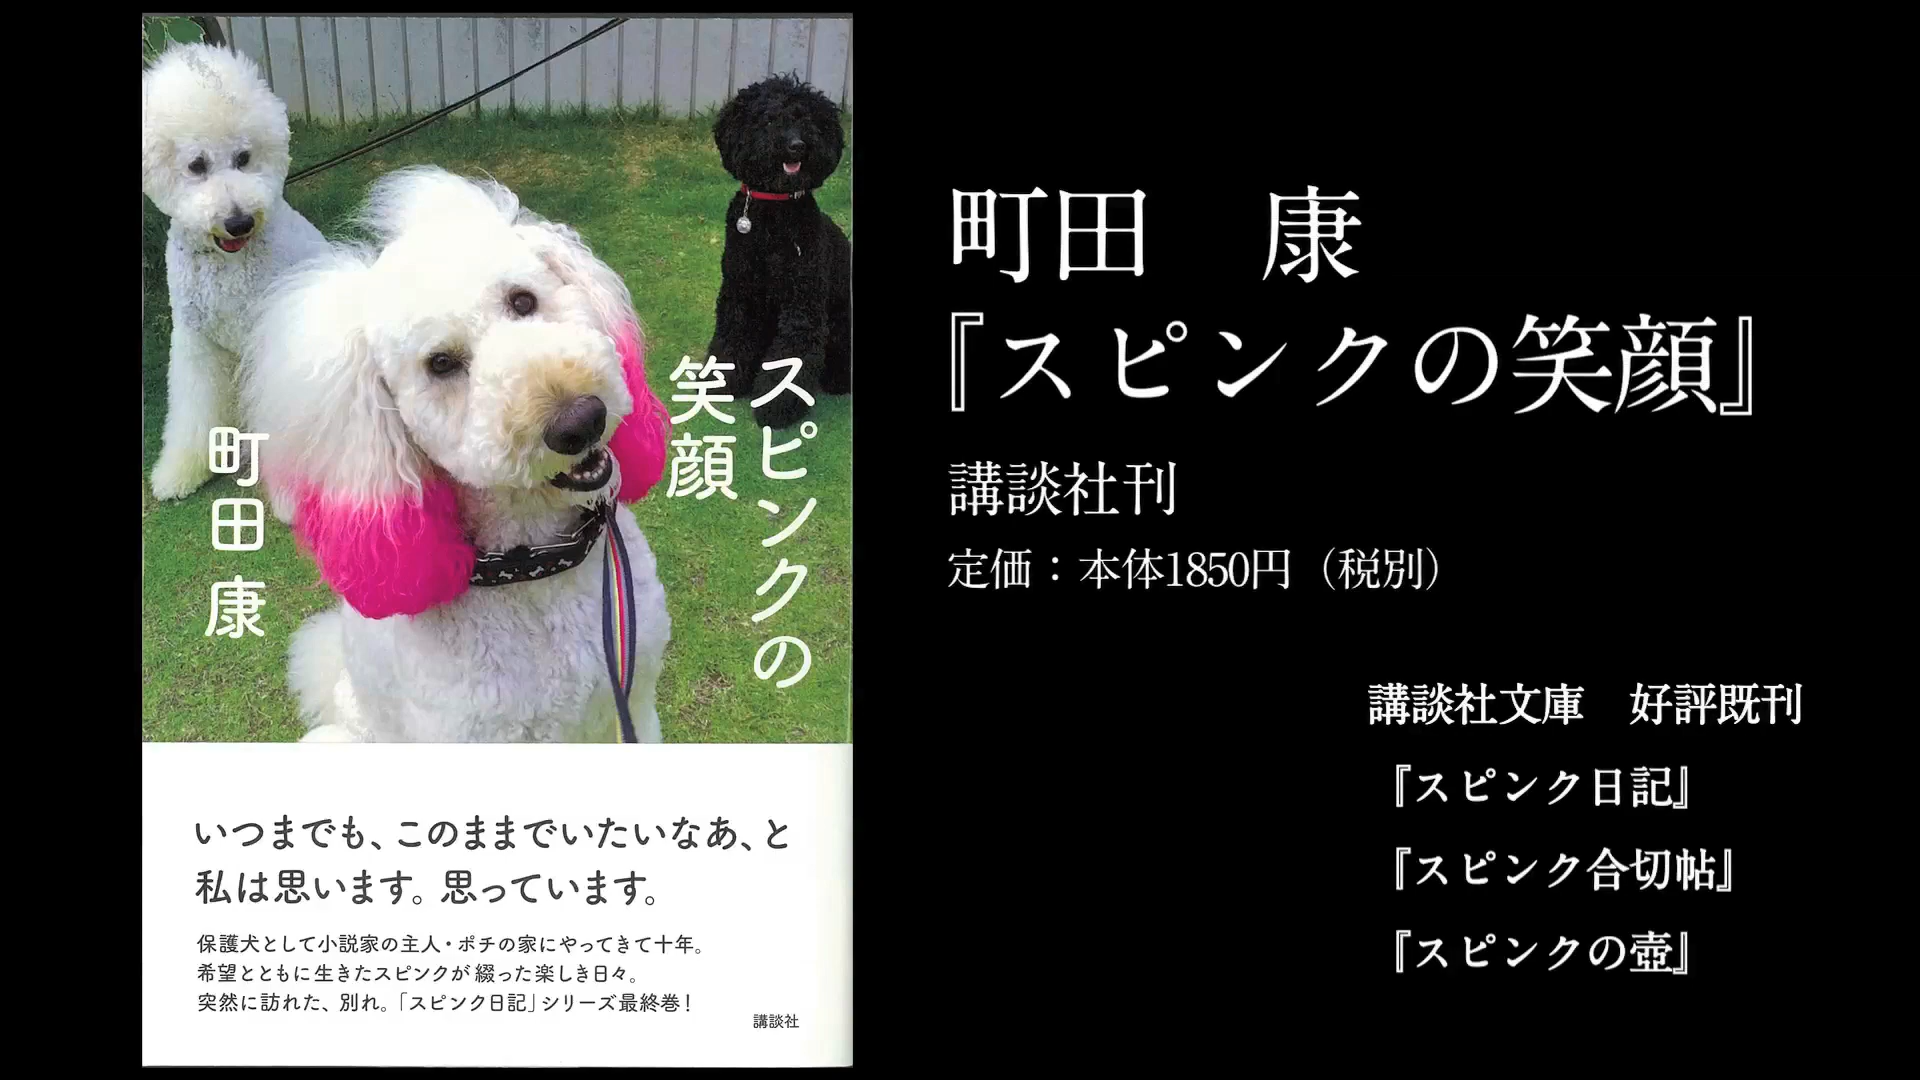 スピンクの
笑顔
町田 康
いつまでも、このままでいたいなあ、と
私は思います。思っています。
保護犬として小説家の主人・ポチの家にやってきて十年。
希望とともに生きたスピンクが綴った楽しき日々。
突然に訪れた、別れ。「スピンク日記」シリーズ最終巻！
講談社
町田　康
『スピンクの笑顔』
講談社刊
定価：本体1850円（税別）
講談社文庫　好評既刊
『スピンク日記』
『スピンク合切帖』
『スピンクの壺』